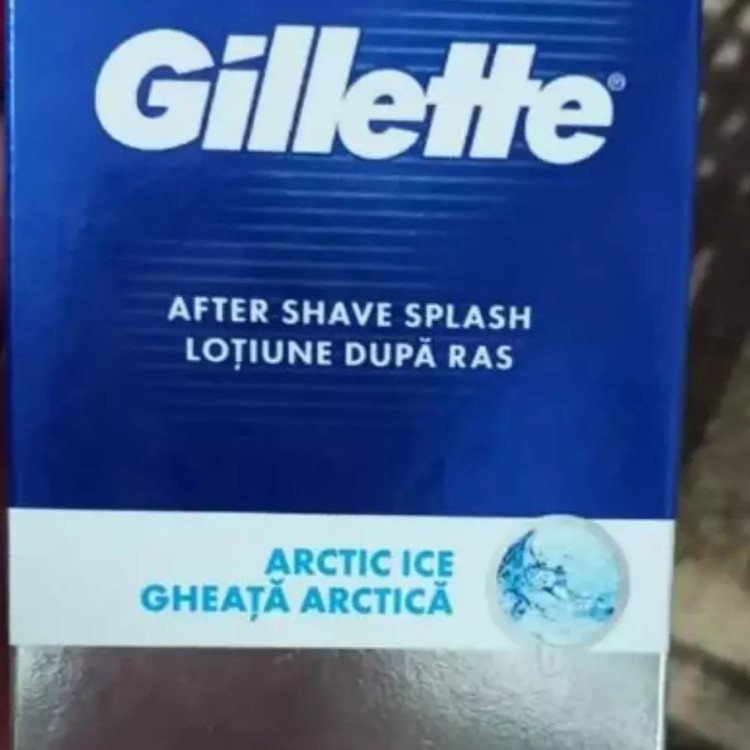 Gillette®
AFTER SHAVE SPLASH
LOȚIUNE DUPĂ RAS
ARCTIC ICE
GHEAȚĂ ARCTICĂ